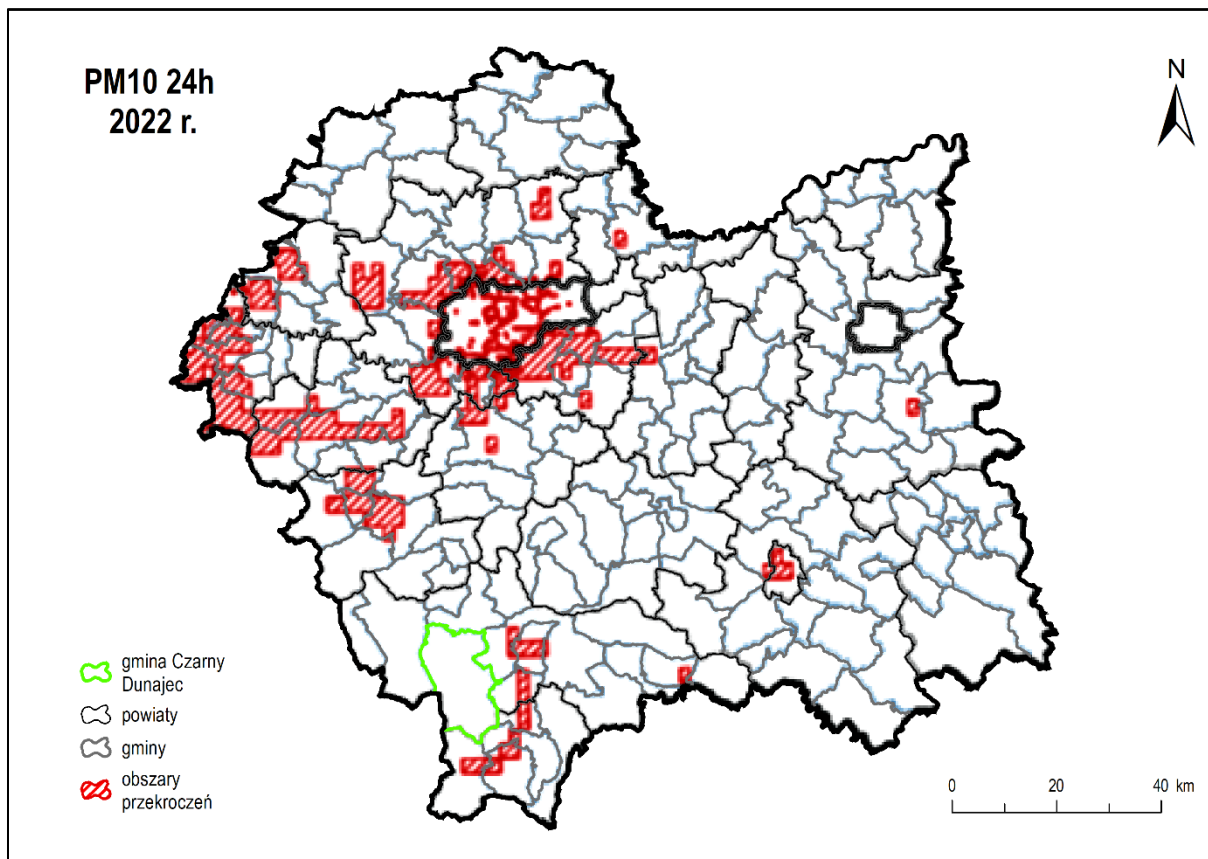 PM10 24h
2022 r.
N
gmina Czarny
Dunajec
powiaty
gminy
obszary
przekroczeń
0 20 40 km